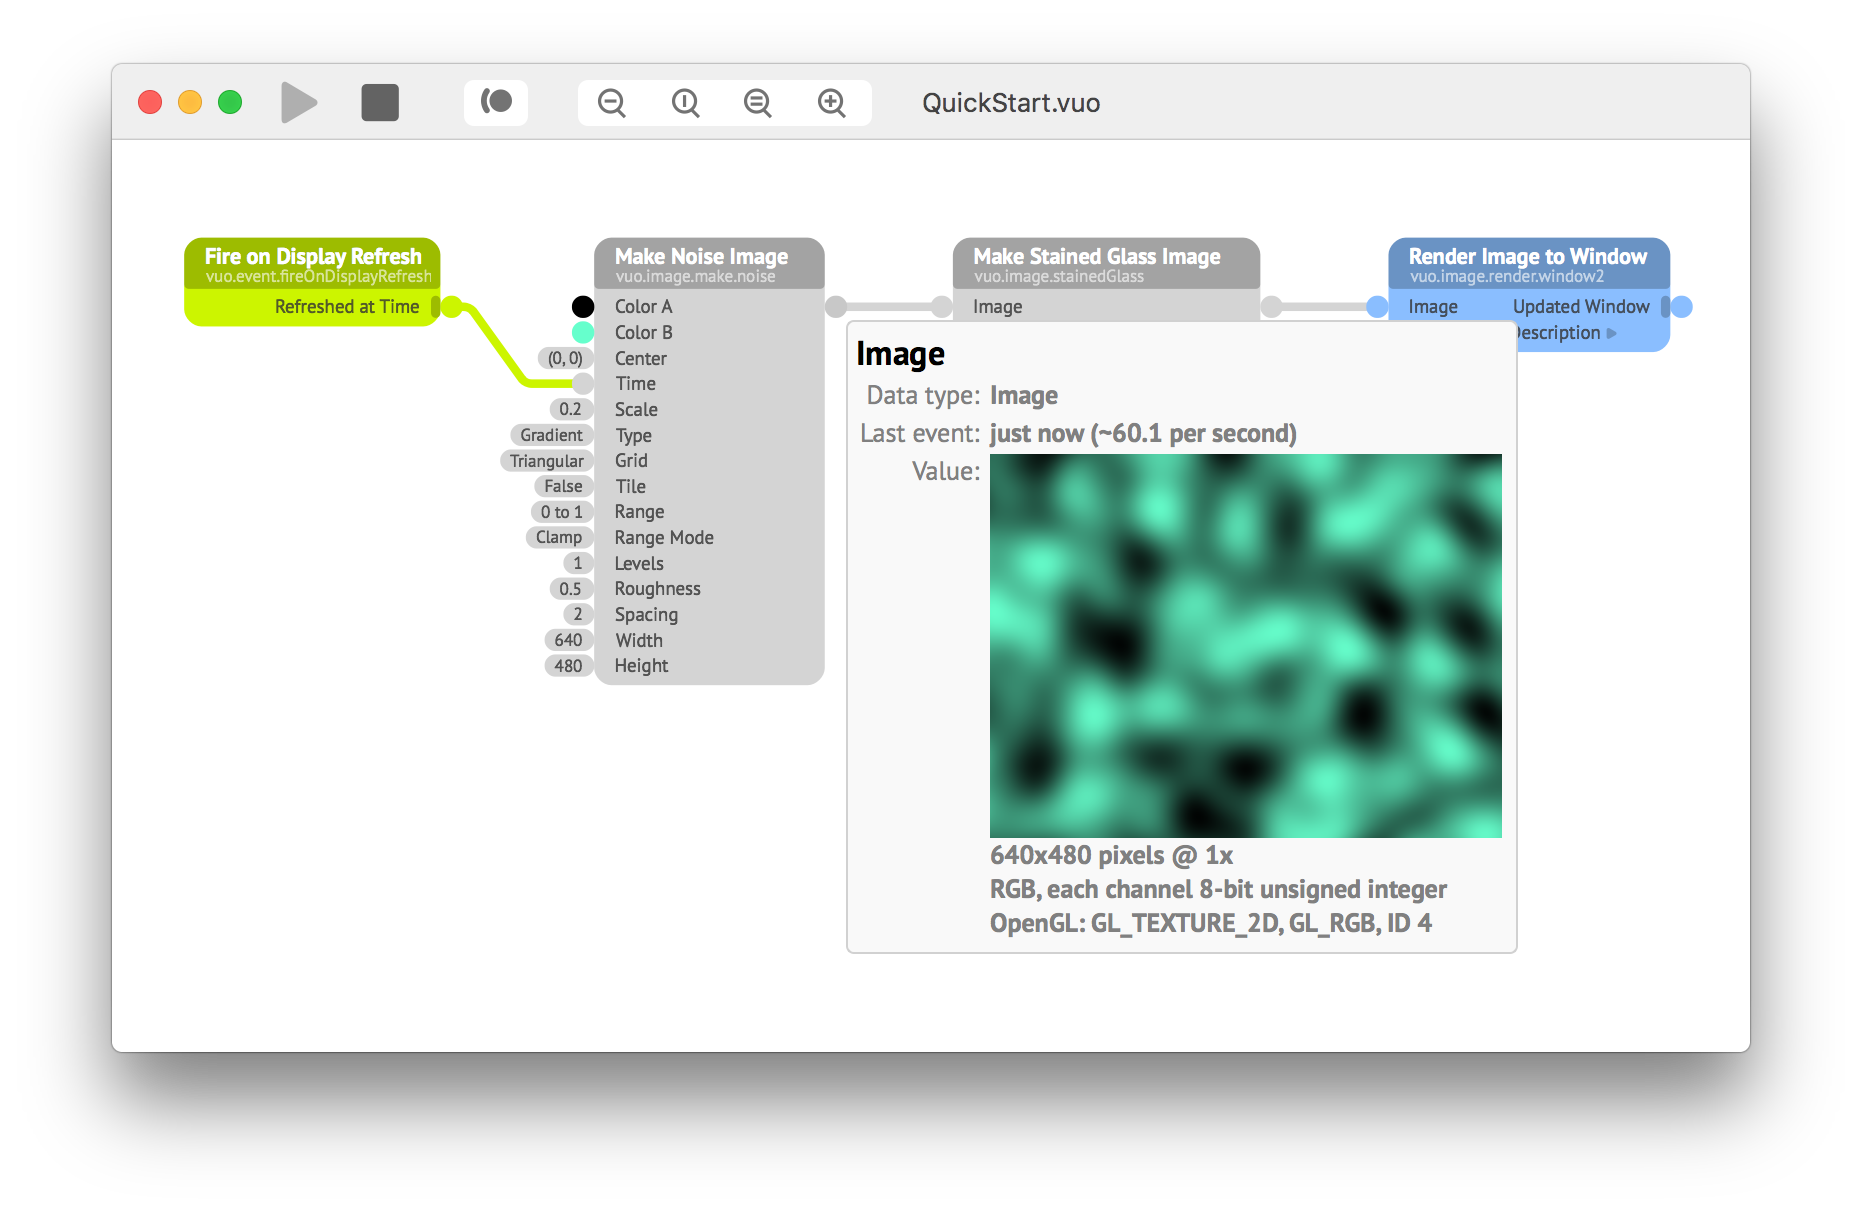 QuickStart.vuo
Fire on Display Refresh
vuo.event.fireOnDisplayRefresh
Refreshed at Time
Make Noise Image
vuo.image.make.noise
Color A
Color B
(0, 0) Center
Time
0.2 Scale
Gradient Type
Triangular Grid
False Tile
0 to 1 Range
Clamp Range Mode
1 Levels
0.5 Roughness
2 Spacing
640 Width
480 Height
Make Stained Glass Image
vuo.image.stainedGlass
Image
Render Image to Window
vuo.image.render.window2
Image Updated Window
Description
Image
Data type: Image
Last event: just now (~60.1 per second)
Value:
640x480 pixels @ 1x
RGB, each channel 8-bit unsigned integer
OpenGL: GL_TEXTURE_2D, GL_RGB, ID 4